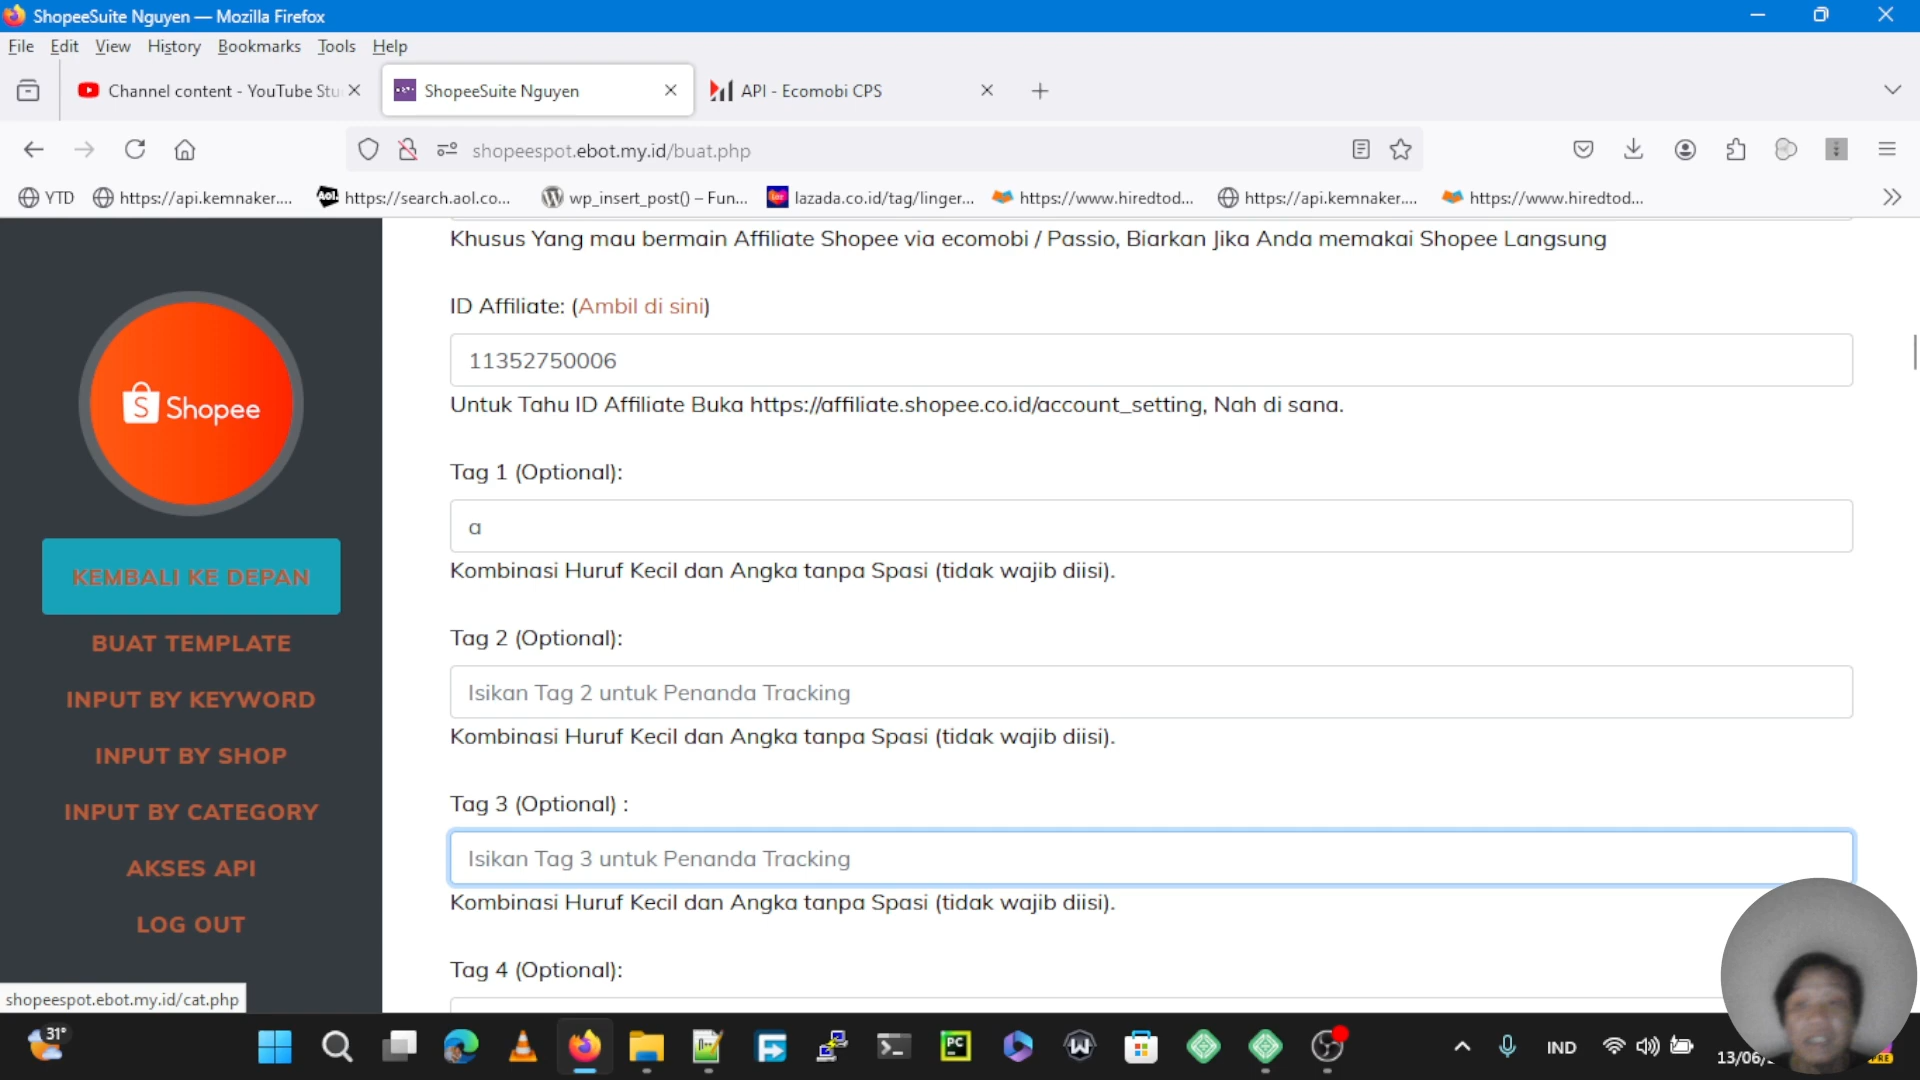 ShopeeSuite Nguyen — Mozilla Firefox
File Edit View History Bookmarks Tools Help
Channel content - YouTube Stu
ShopeeSuite Nguyen
API - Ecomobi CPS
shopeespot.ebot.my.id/buat.php
YTD
https://api.kemnaker....
Aol.
https://search.aol.co...
wp_insert_post() – Fun...
lazada.co.id/tag/linger...
https://www.hiredtod...
https://api.kemnaker....
https://www.hiredtod...
Khusus Yang mau bermain Affiliate Shopee via ecomobi / Passio, Biarkan Jika Anda memakai Shopee Langsung
ID Affiliate: (Ambil di sini)
11352750006
Untuk Tahu ID Affiliate Buka https://affiliate.shopee.co.id/account_setting, Nah di sana.
Tag 1 (Optional):
a
Kombinasi Huruf Kecil dan Angka tanpa Spasi (tidak wajib diisi).
Tag 2 (Optional):
Isikan Tag 2 untuk Penanda Tracking
Kombinasi Huruf Kecil dan Angka tanpa Spasi (tidak wajib diisi).
Tag 3 (Optional) :
Isikan Tag 3 untuk Penanda Tracking
Kombinasi Huruf Kecil dan Angka tanpa Spasi (tidak wajib diisi).
Tag 4 (Optional):
S Shopee
KEMBALI KE DEPAN
BUAT TEMPLATE
INPUT BY KEYWORD
INPUT BY SHOP
INPUT BY CATEGORY
AKSES API
LOG OUT
shopeespot.ebot.my.id/cat.php
31°
PC
W
IND
13/06/
PRE